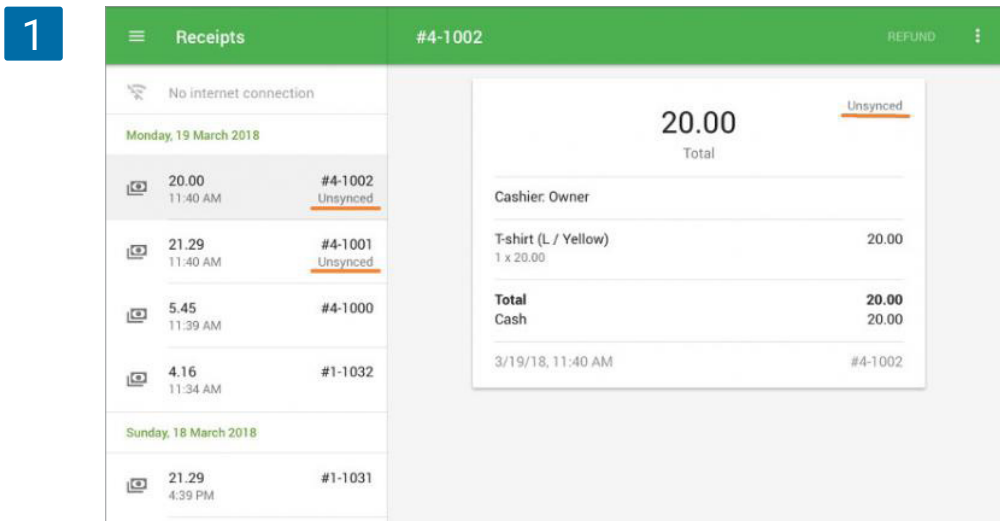 1
Receipts
#4-1002
REFUND
No internet connection
Monday, 19 March 2018
20.00
#4-1002
11:40 AM
Unsynced
21.29
#4-1001
11:40 AM
Unsynced
5.45
#4-1000
11:39 AM
4.16
#1-1032
11:34 AM
Sunday, 18 March 2018
21.29
#1-1031
4:39 PM
Unsynced
20.00
Total
Cashier: Owner
T-shirt (L / Yellow)
20.00
1 x 20.00
Total
20.00
Cash
20.00
3/19/18, 11:40 AM
#4-1002